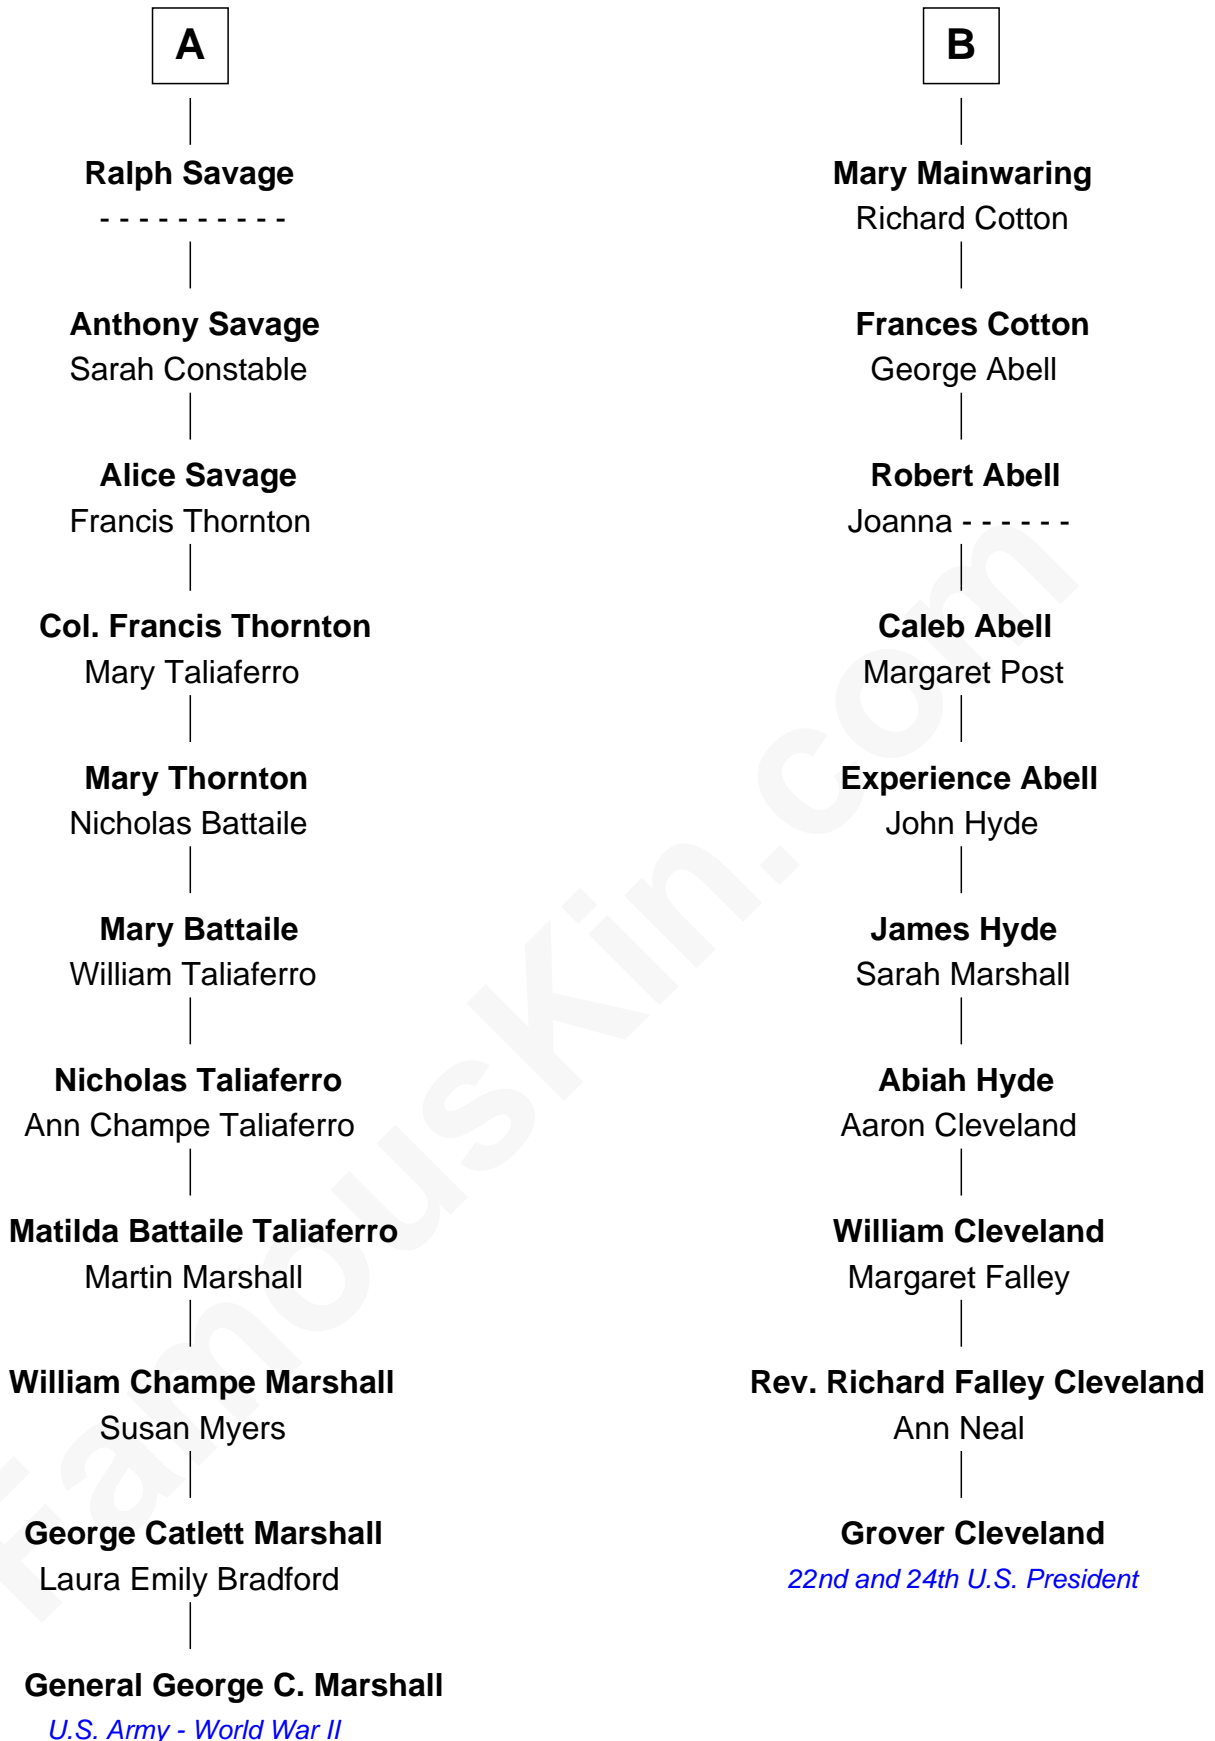 A
Ralph Savage
- - - - - - - - - -
Anthony Savage
Sarah Constable
Alice Savage
Francis Thornton
Col. Francis Thornton
Mary Taliaferro
Mary Thornton
Nicholas Battaile
Mary Battaile
William Taliaferro
Nicholas Taliaferro
Ann Champe Taliaferro
Matilda Battaile Taliaferro
Martin Marshall
William Champe Marshall
Susan Myers
George Catlett Marshall
Laura Emily Bradford
General George C. Marshall
U.S. Army - World War II
B
Mary Mainwaring
Richard Cotton
Frances Cotton
George Abell
Robert Abell
Joanna - - - - - -
Caleb Abell
Margaret Post
Experience Abell
John Hyde
James Hyde
Sarah Marshall
Abiah Hyde
Aaron Cleveland
William Cleveland
Margaret Falley
Rev. Richard Falley Cleveland
Ann Neal
Grover Cleveland
22nd and 24th U.S. President
FamousKin.com